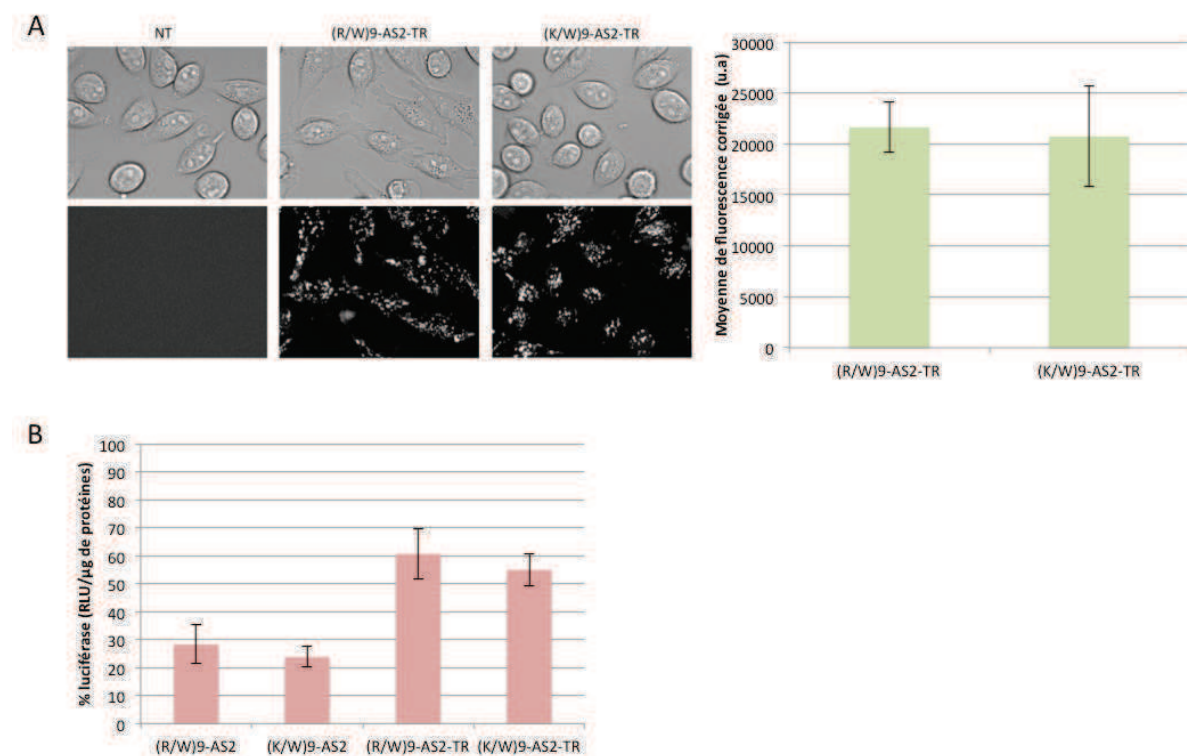 A
NT
(R/W)9-AS2-TR
(K/W)9-AS2-TR
Moyenne de fluorescence corrigée (u.a)
30000
25000
20000
15000
10000
5000
0
(R/W)9-AS2-TR
(K/W)9-AS2-TR
B
% luciférase (RLU/µg de protéines)
100
90
80
70
60
50
40
30
20
10
0
(R/W)9-AS2
(K/W)9-AS2
(R/W)9-AS2-TR
(K/W)9-AS2-TR